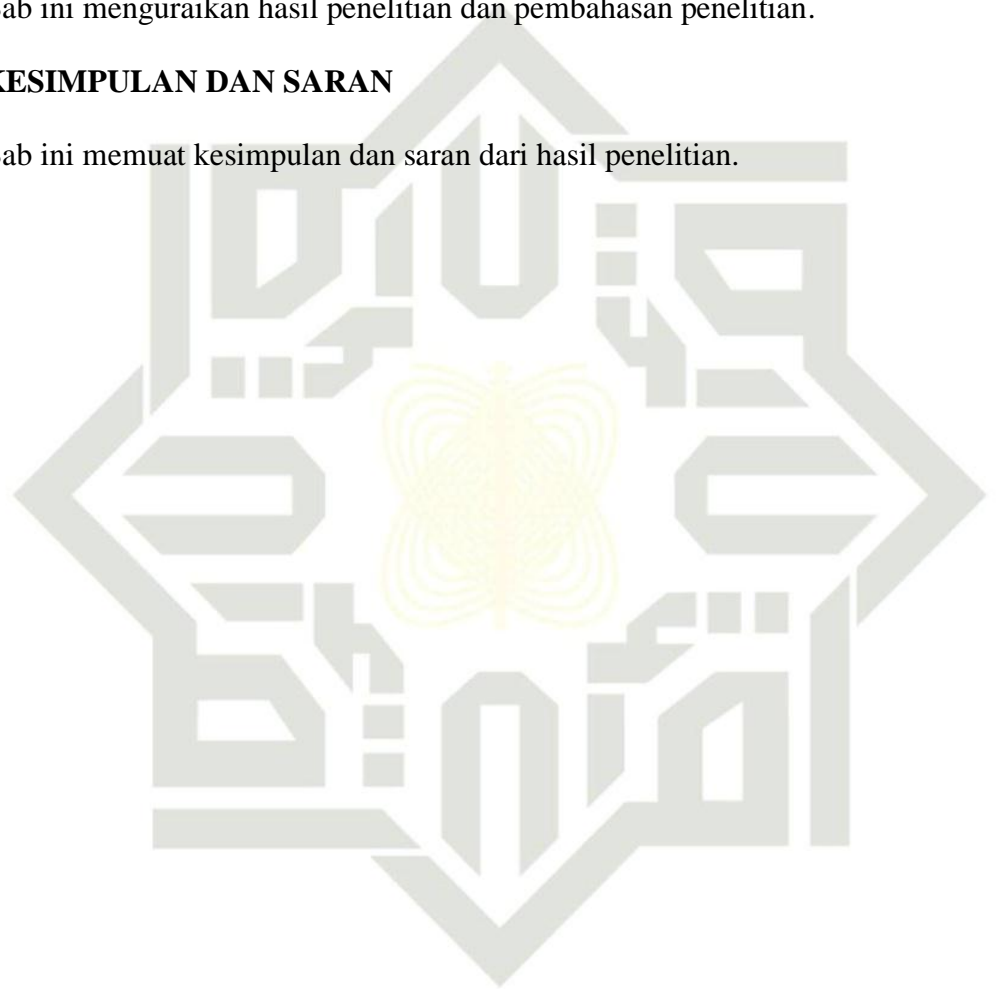 ab ini menguraikan hasil penelitian dan pembahasan penelitian.
KESIMPULAN DAN SARAN
ab ini memuat kesimpulan dan saran dari hasil penelitian.